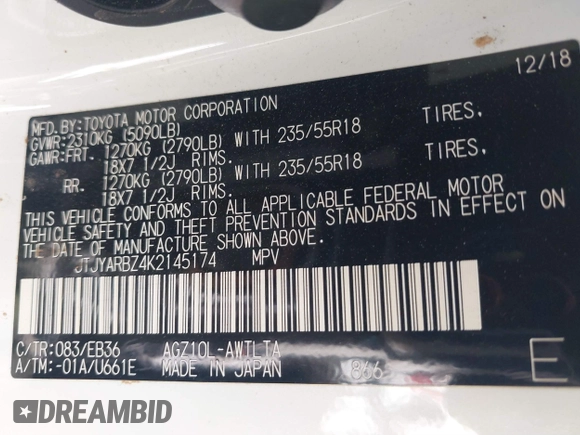 12/18
MFD.BY:TOYOTA MOTOR CORPORATION
GVWR:2310KG (5090LB)
GAWR:FRT. 1270KG (2790LB) WITH 235/55R18 TIRES,
18X7 1/2J RIMS.
RR. 1270KG (2790LB) WITH 235/55R18 TIRES,
18X7 1/2J RIMS.
THIS VEHICLE CONFORMS TO ALL APPLICABLE FEDERAL MOTOR
VEHICLE SAFETY AND THEFT PREVENTION STANDARDS IN EFFECT ON
THE DATE OF MANUFACTURE SHOWN ABOVE.
JTJYARBZ4K2145174 MPV
C/TR:083/EB36 AGZ10L-AWTLTA
A/TM:-01A/U661E MADE IN JAPAN 866 E
DREAMBID